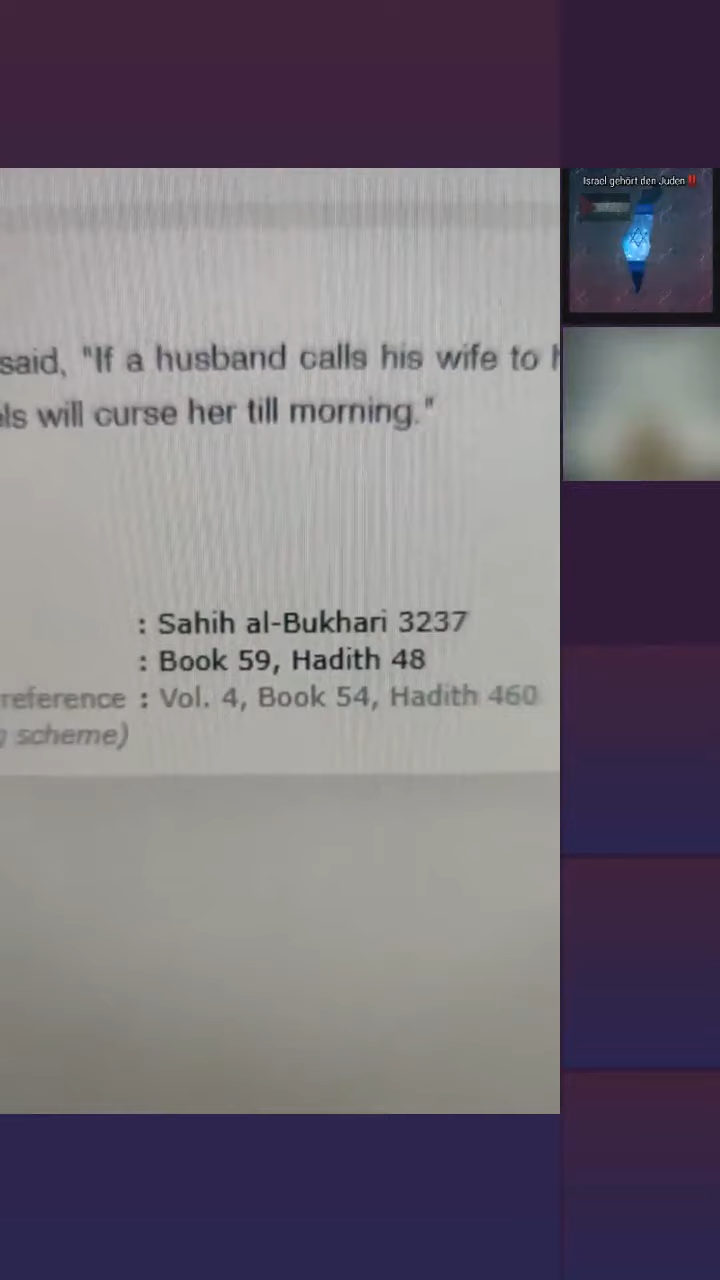 said, "If a husband calls his wife to h
els will curse her till morning."
: Sahih al-Bukhari 3237
: Book 59, Hadith 48
reference : Vol. 4, Book 54, Hadith 460
g scheme)
Israel gehört den Juden‼️